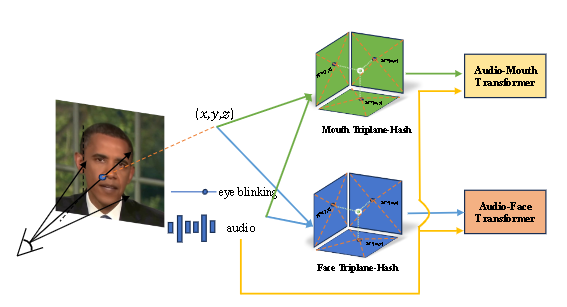 (x,y,z)
eye blinking
audio
Mouth Triplane-Hash
Face Triplane-Hash
Audio-Mouth
Transformer
Audio-Face
Transformer